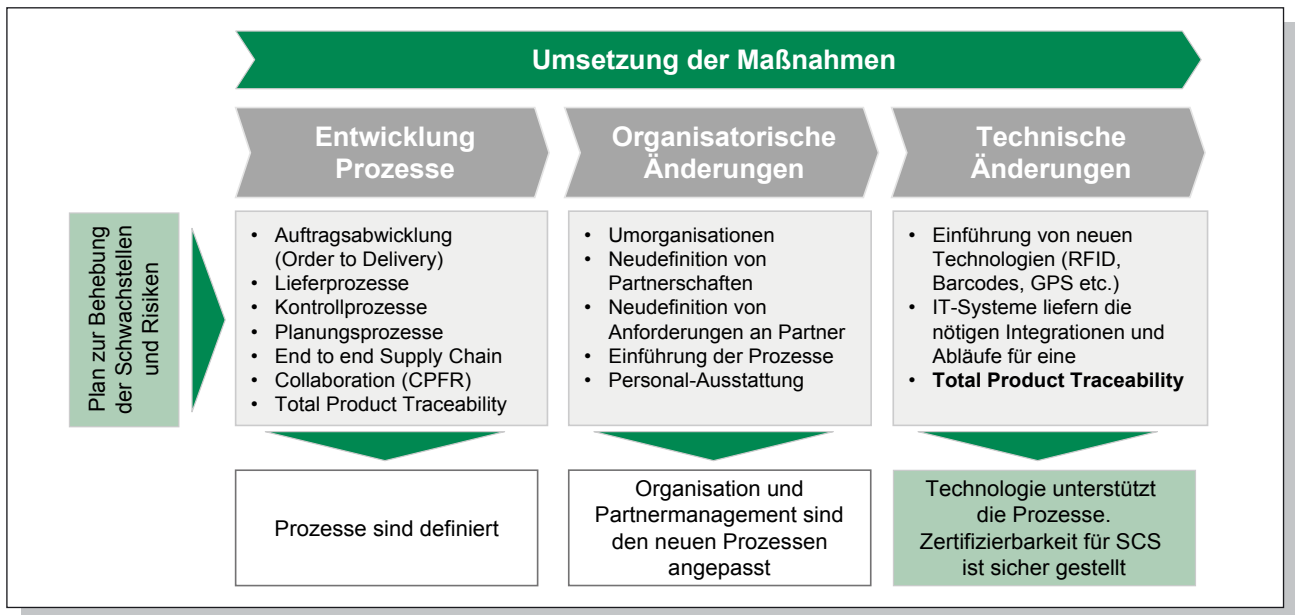 Umsetzung der Maßnahmen
Entwicklung
Prozesse
Organisatorische
Änderungen
Technische
Änderungen
Plan zur Behebung
der Schwachstellen
und Risiken
• Auftragsabwicklung
(Order to Delivery)
• Lieferprozesse
• Kontrollprozesse
• Planungsprozesse
• End to end Supply Chain
• Collaboration (CPFR)
• Total Product Traceability
• Umorganisationen
• Neudefinition von
• Partnerschaften
• Neudefinition von
• Anforderungen an Partner
• Einführung der Prozesse
• Personal-Ausstattung
• Einführung von neuen
Technologien (RFID,
Barcodes, GPS etc.)
• IT-Systeme liefern die
nötigen Integrationen und
Abläufe für eine
• Total Product Traceability
Prozesse sind definiert
Organisation und
Partnermanagement sind
den neuen Prozessen
angepasst
Technologie unterstützt
die Prozesse.
Zertifizierbarkeit für SCS
ist sicher gestellt